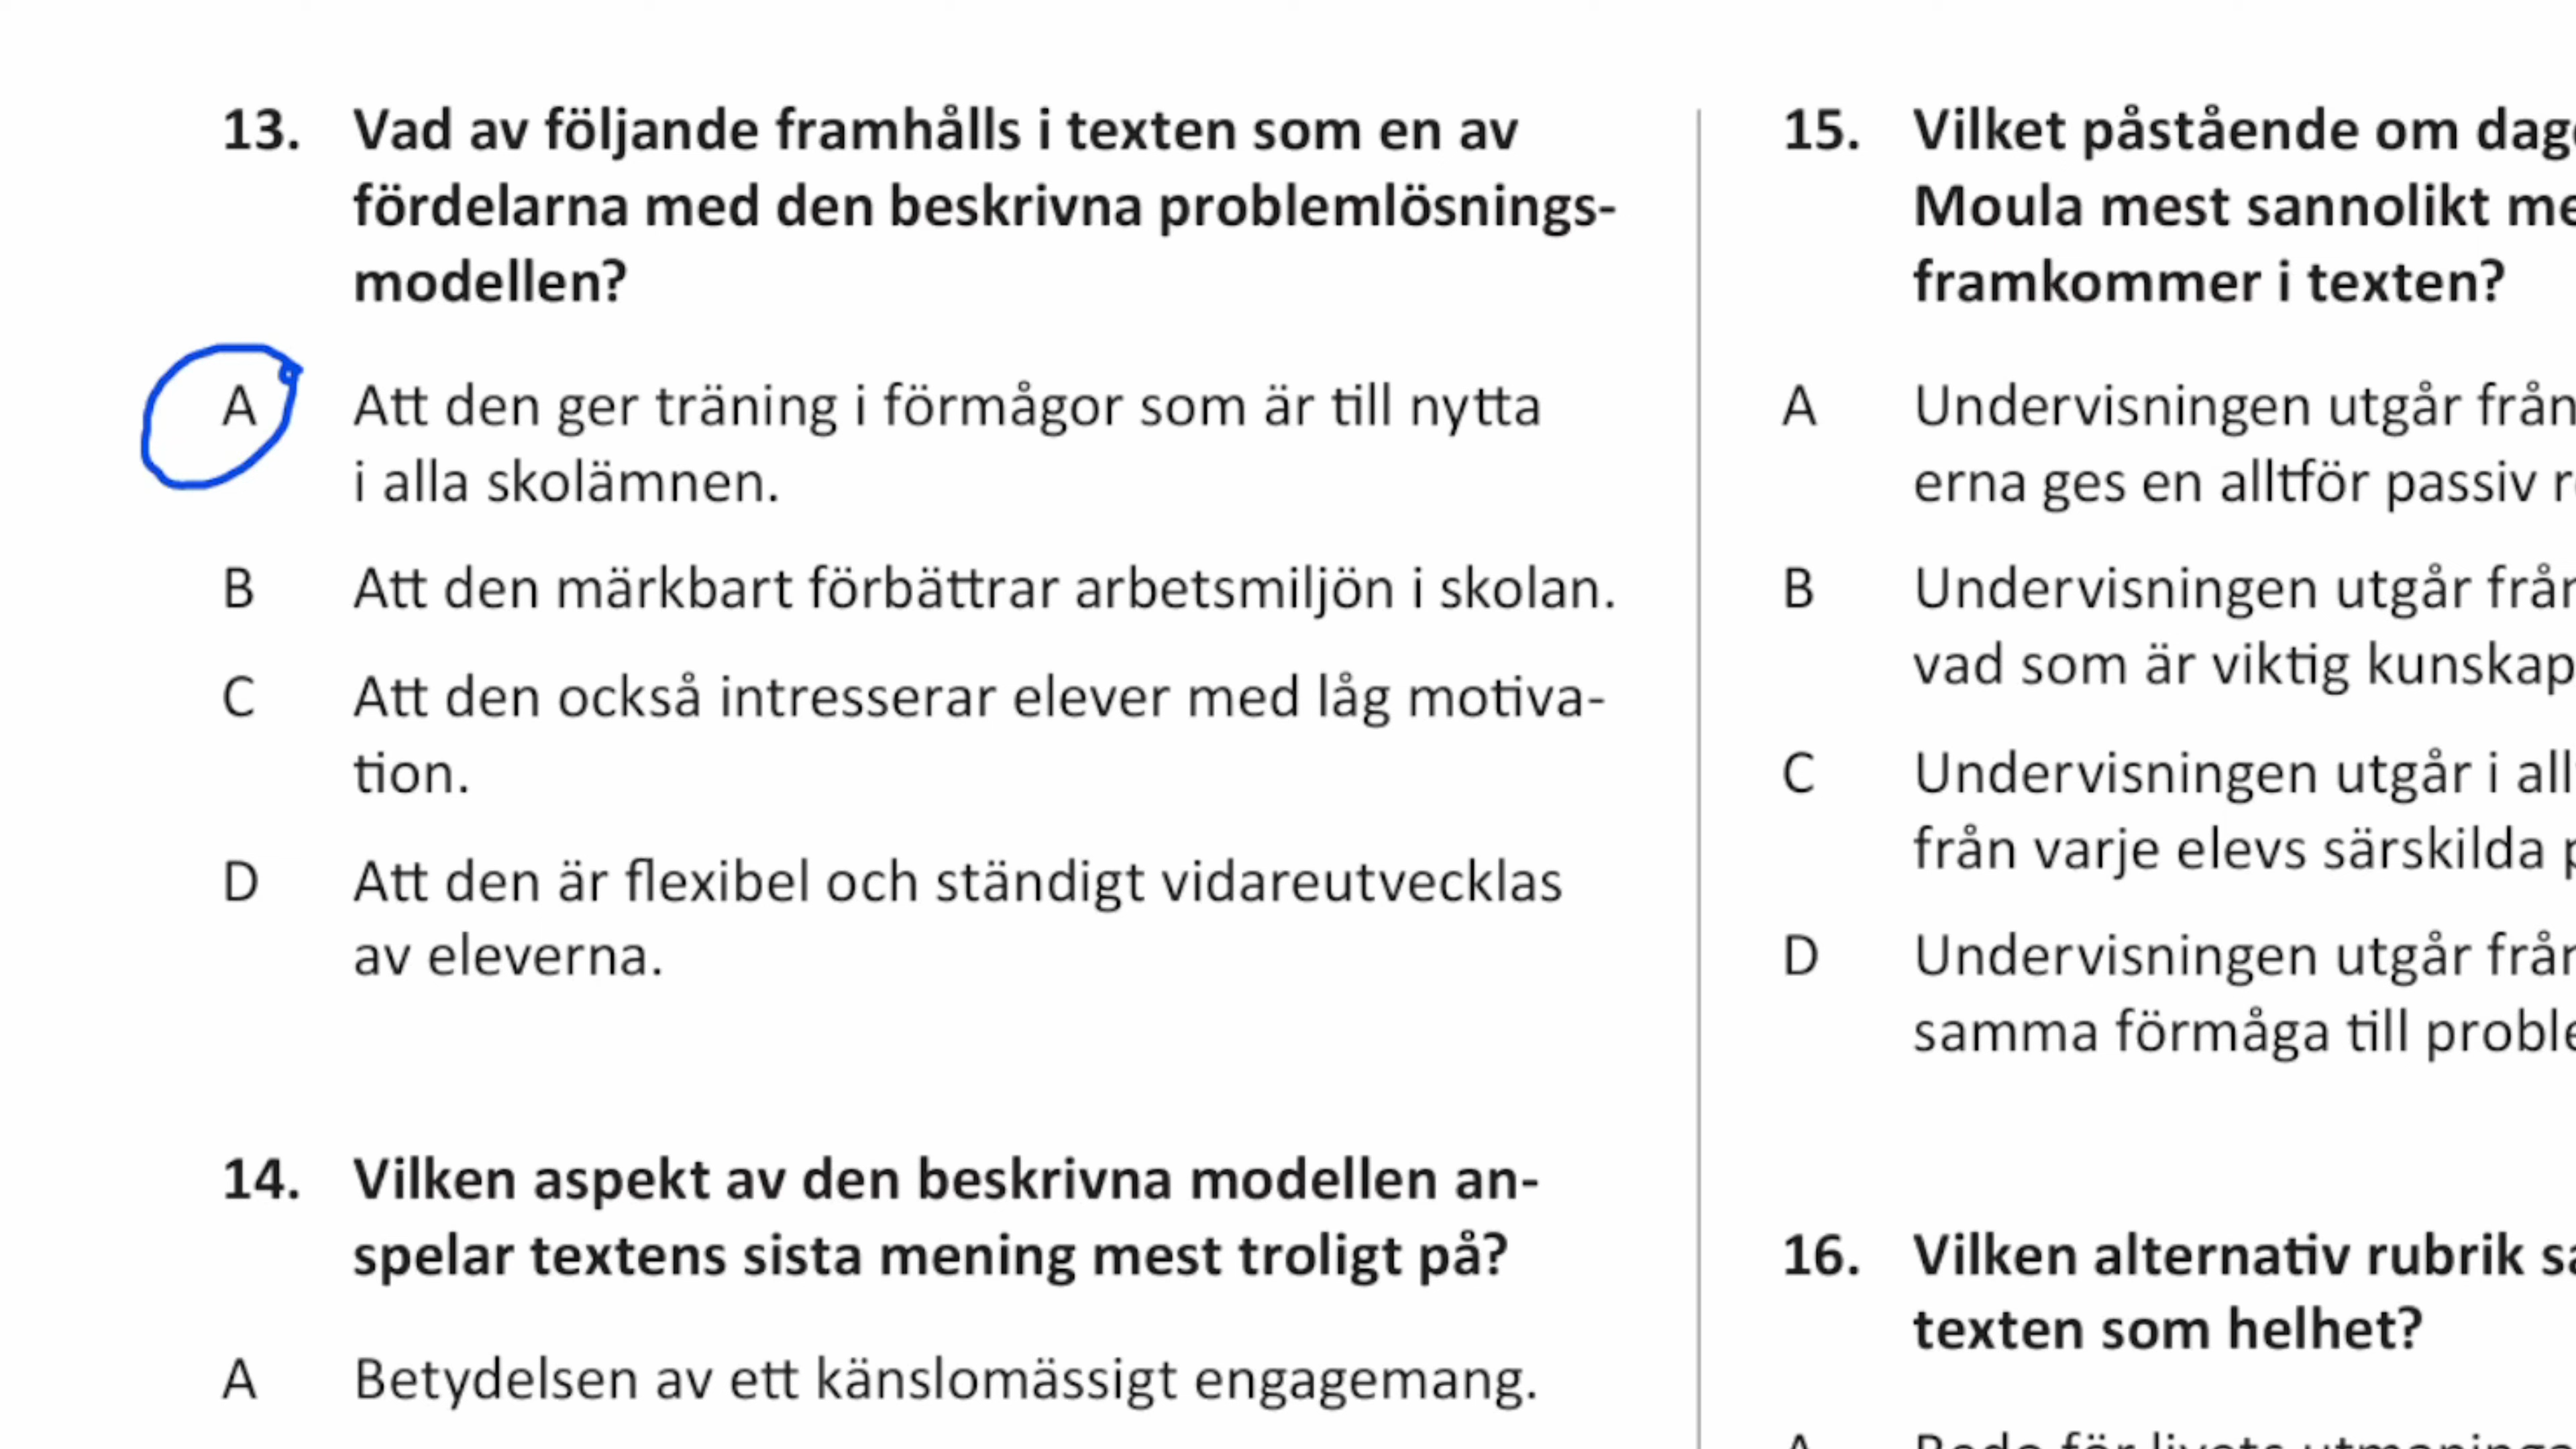 13. Vad av följande framhålls i texten som en av
fördelarna med den beskrivna problemlösnings-
modellen?
A Att den ger träning i förmågor som är till nytta
i alla skolämnen.
B Att den märkbart förbättrar arbetsmiljön i skolan.
C Att den också intresserar elever med låg motiva-
tion.
D Att den är flexibel och ständigt vidareutvecklas
av eleverna.
14. Vilken aspekt av den beskrivna modellen an-
spelar textens sista mening mest troligt på?
A Betydelsen av ett känslomässigt engagemang.
15. Vilket påstående om
Moula mest sannolikt
framkommer i texten?
A Undervisningen utgår från
erna ges en alltför passiv
B Undervisningen utgår från
vad som är viktig kunskap
C Undervisningen utgår i
från varje elevs särskilda
D Undervisningen utgår från
samma förmåga till
16. Vilken alternativ rubrik
texten som helhet?